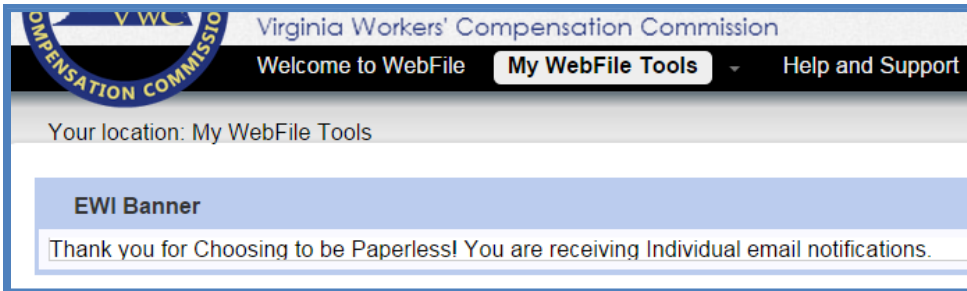 VWC
COMPENSATION COMMISSIO
Virginia Workers' Compensation Commission
Welcome to WebFile My WebFile Tools Help and Support
Your location: My WebFile Tools
EWI Banner
Thank you for Choosing to be Paperless! You are receiving Individual email notifications.